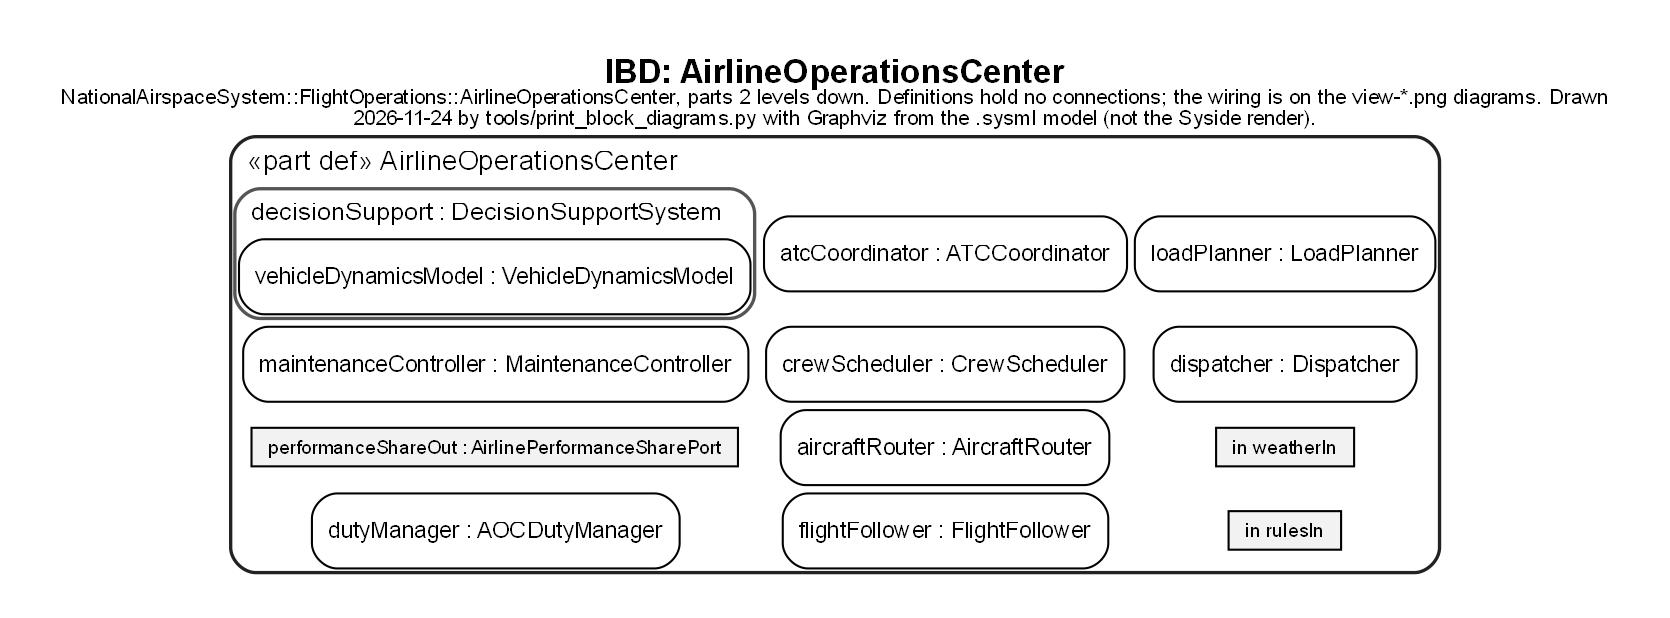 IBD: AirlineOperationsCenter
NationalAirspaceSystem::FlightOperations::AirlineOperationsCenter, parts 2 levels down. Definitions hold no connections; the wiring is on the view-*.png diagrams. Drawn
2026-11-24 by tools/print_block_diagrams.py with Graphviz from the .sysml model (not the Syside render).
«part def» AirlineOperationsCenter
decisionSupport : DecisionSupportSystem
vehicleDynamicsModel : VehicleDynamicsModel
atcCoordinator : ATCCoordinator
loadPlanner : LoadPlanner
maintenanceController : MaintenanceController
crewScheduler : CrewScheduler
dispatcher : Dispatcher
performanceShareOut : AirlinePerformanceSharePort
aircraftRouter : AircraftRouter
in weatherIn
dutyManager : AOCDutyManager
flightFollower : FlightFollower
in rulesIn